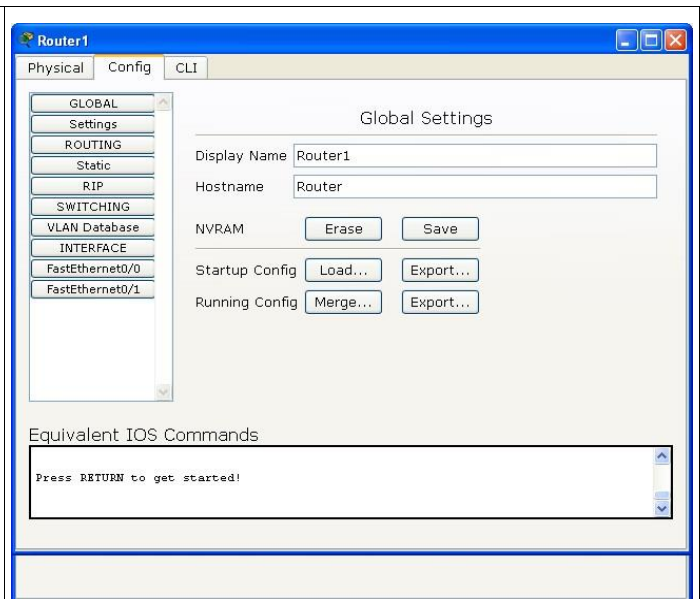 Router1
Physical Config CLI
GLOBAL
Settings
ROUTING
Static
RIP
SWITCHING
VLAN Database
INTERFACE
FastEthernet0/0
FastEthernet0/1
Global Settings
Display Name Router1
Hostname Router
NVRAM Erase Save
Startup Config Load... Export...
Running Config Merge... Export...
Equivalent IOS Commands
Press RETURN to get started!